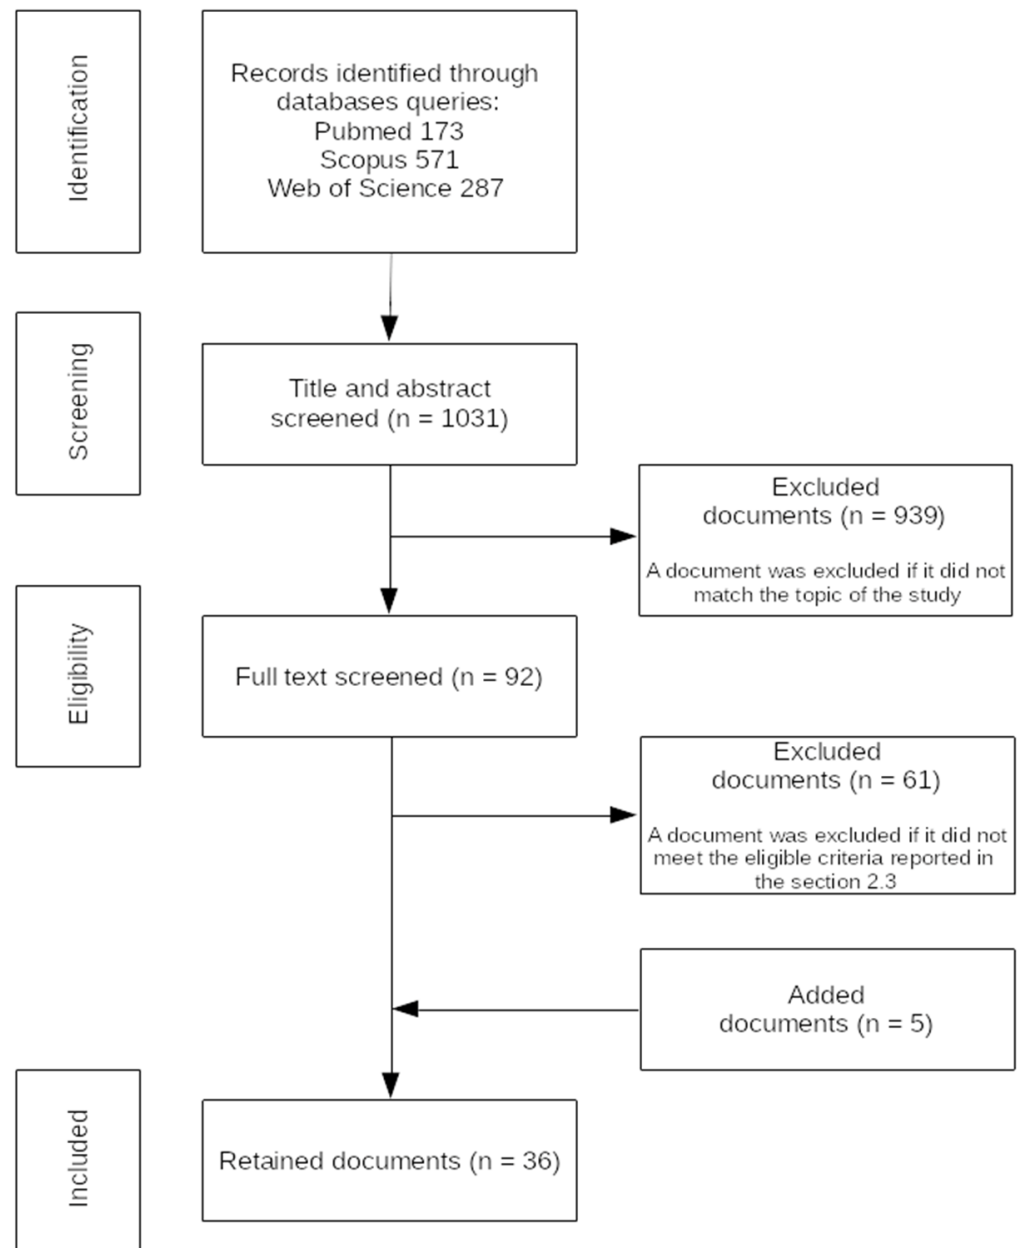 Identification
Records identified through
databases queries:
Pubmed 173
Scopus 571
Web of Science 287
Screening
Title and abstract
screened (n = 1031)
Excluded
documents (n = 939)
A document was excluded if it did not
match the topic of the study
Eligibility
Full text screened (n = 92)
Excluded
documents (n = 61)
A document was excluded if it did not
meet the eligible criteria reported in
the section 2.3
Added
documents (n = 5)
Included
Retained documents (n = 36)